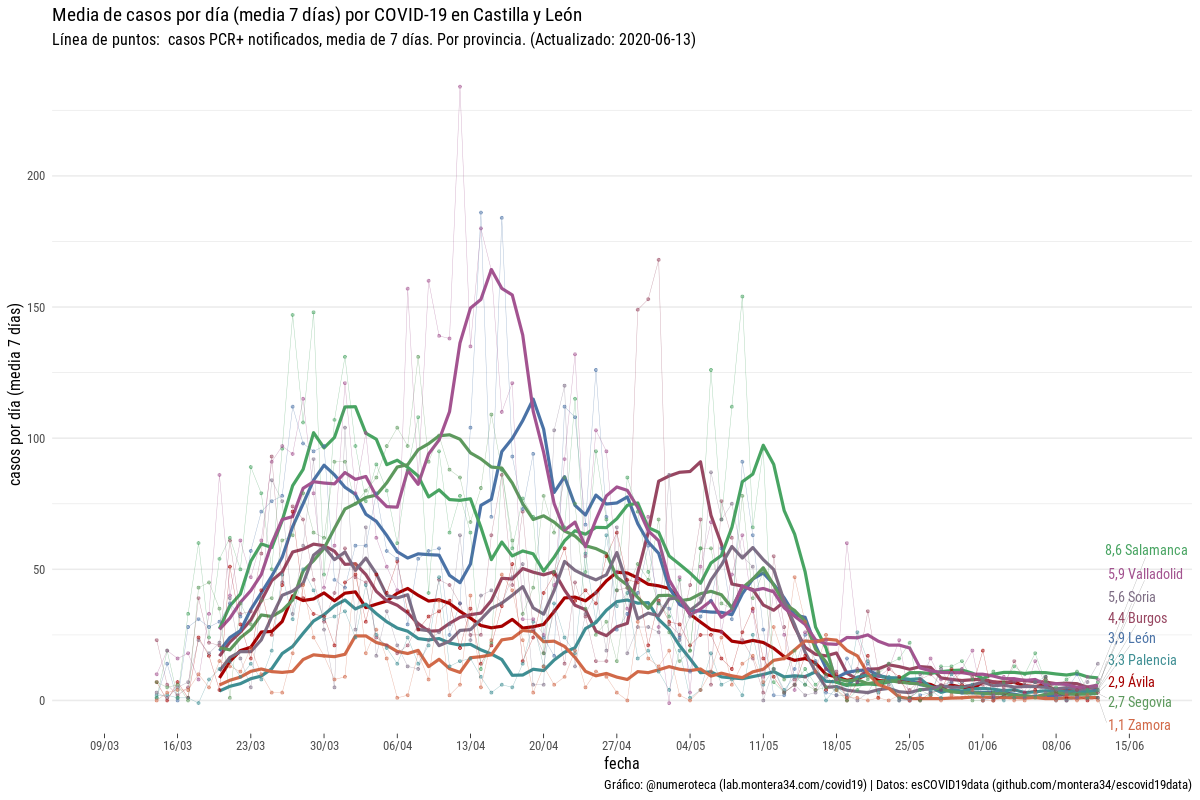 Media de casos por día (media 7 días) por COVID-19 en Castilla y León
Línea de puntos:  casos PCR+ notificados, media de 7 días. Por provincia. (Actualizado: 2020-06-13)
casos por día (media 7 días)
200
150
100
50
0
8,6 Salamanca
5,9 Valladolid
5,6 Soria
4,4 Burgos
3,9 León
3,3 Palencia
2,9 Ávila
2,7 Segovia
1,1 Zamora
09/03 16/03 23/03 30/03 06/04 13/04 20/04 27/04 04/05 11/05 18/05 25/05 01/06 08/06 15/06
fecha
Gráfico: @numeroteca (lab.montera34.com/covid19) | Datos: esCOVID19data (github.com/montera34/escovid19data)